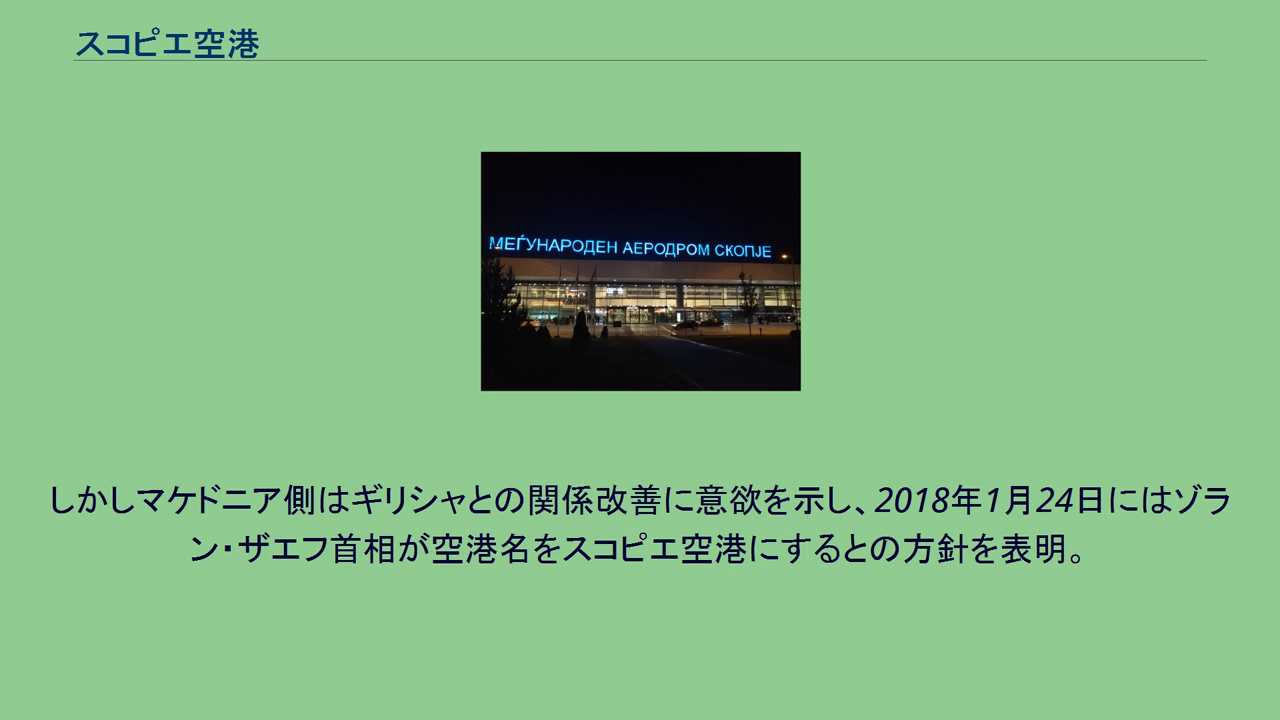 スコピエ空港
МЕЃУНАРОДЕН АЕРОДРОМ СКОПЈЕ
しかしマケドニア側はギリシャとの関係改善に意欲を示し、2018年1月24日にはゾラ
ン・ザエフ首相が空港名をスコピエ空港にするとの方針を表明。